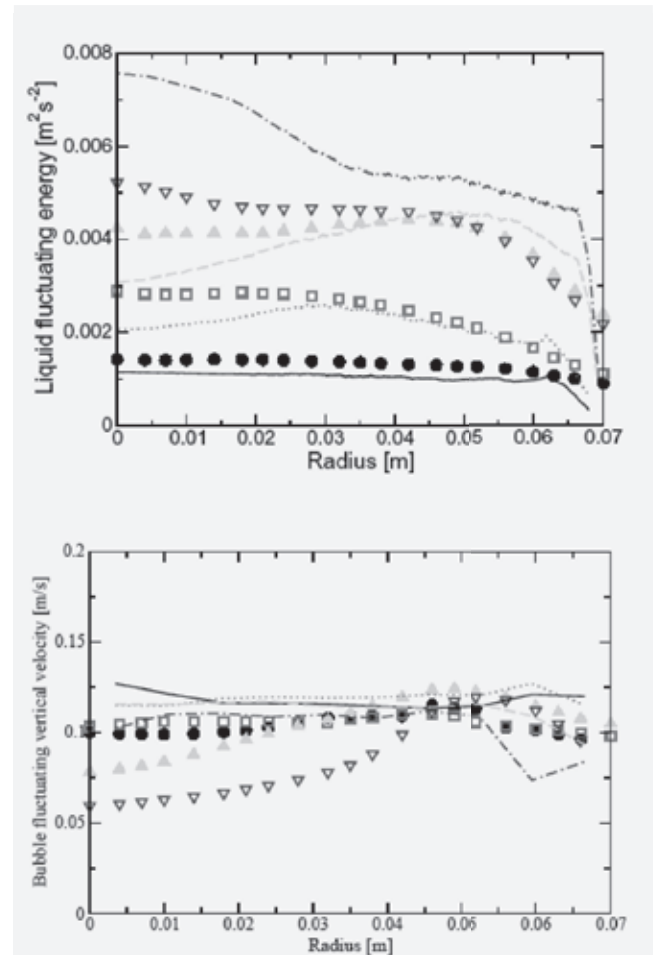 0.008
0.006
0.004
0.002
0
Liquid fluctuating energy [m²s⁻²]
0 0.01 0.02 0.03 0.04 0.05 0.06 0.07
Radius [m]
0.2
0.15
0.1
0.05
0
Bubble fluctuating vertical velocity [m/s]
0 0.01 0.02 0.03 0.04 0.05 0.06 0.07
Radius [m]